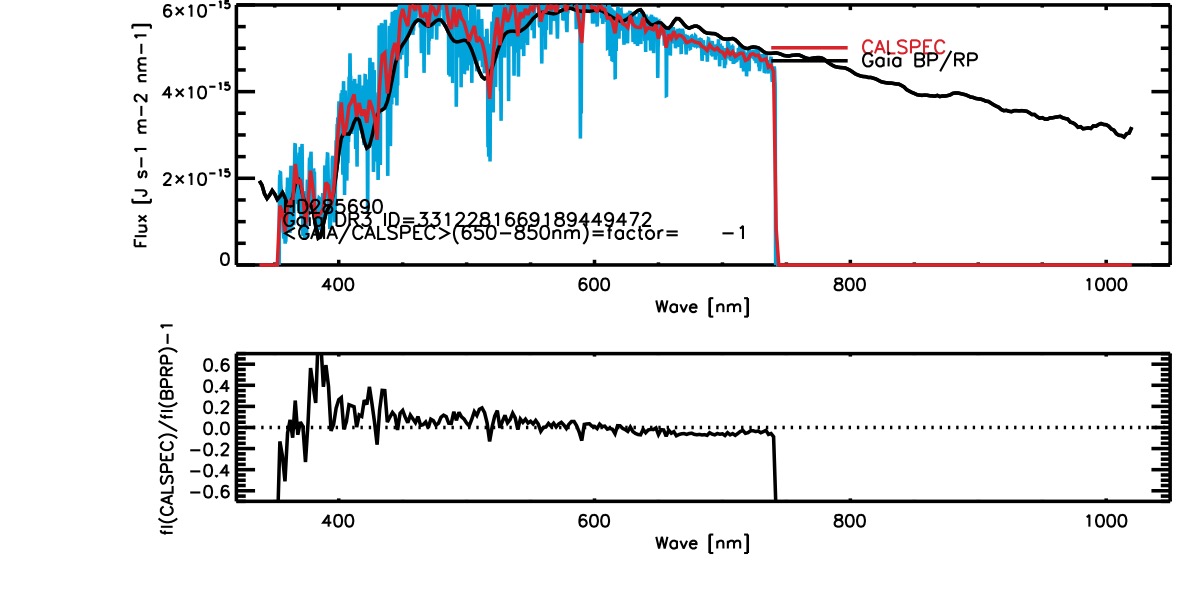 6×10−15
4×10−15
2×10−15
0
Flux [J s−1 m−2 nm−1]
CALSPEC
Gaia BP/RP
HD285690
Gaia DR3 ID=3312281669189449472
<GAIA/CALSPEC>(650−850nm)=factor= −1
400 600 800 1000
Wave [nm]
fl(CALSPEC)/fl(BPRP)−1
0.6
0.4
0.2
0.0
−0.2
−0.4
−0.6
400 600 800 1000
Wave [nm]